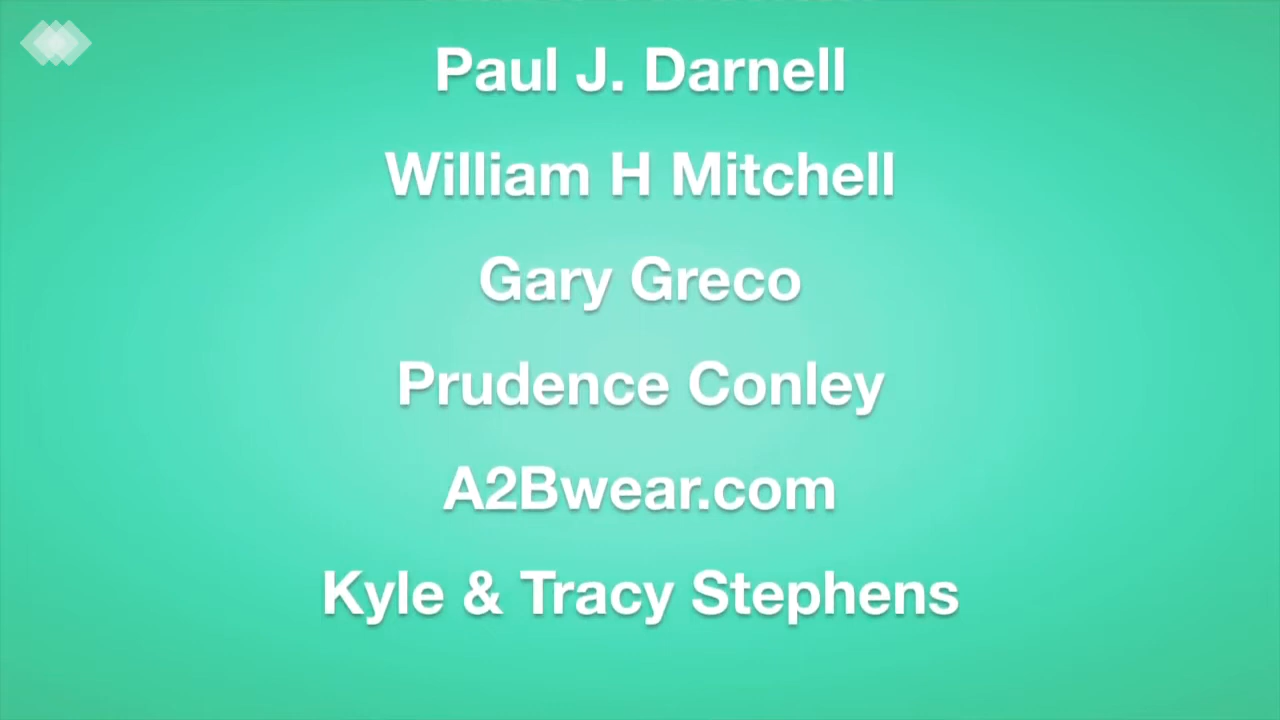 Paul J. Darnell
William H Mitchell
Gary Greco
Prudence Conley
A2Bwear.com
Kyle & Tracy Stephens